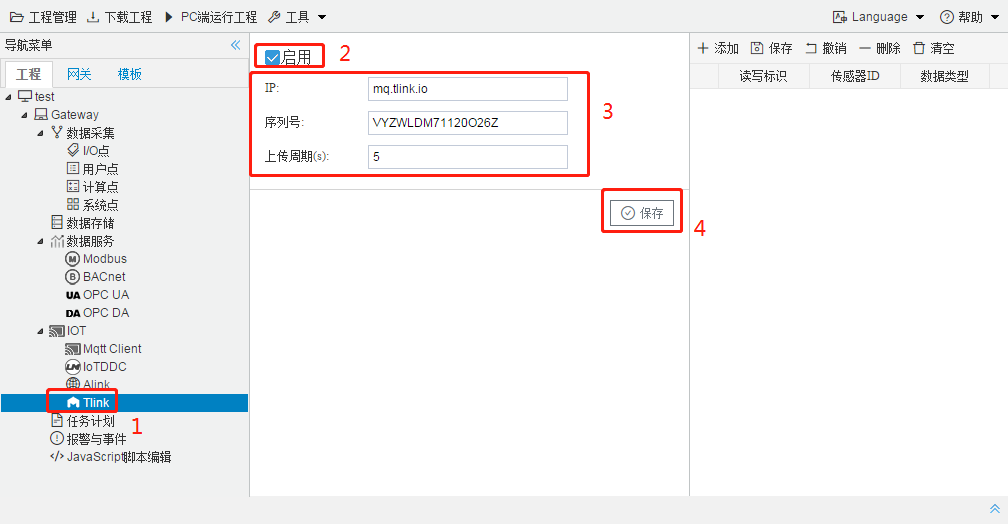 工程管理 下载工程 PC端运行工程 工具 Language 帮助
导航菜单
工程 网关 模板
test
Gateway
数据采集
I/O点
用户点
计算点
系统点
数据存储
数据服务
Modbus
BACnet
UA OPC UA
DA OPC DA
IOT
Mqtt Client
IoTDDC
Alink
Tlink
1
任务计划
报警与事件
JavaScript脚本编辑
启用 2
IP: mq.tlink.io
序列号: VYZWLDM71120O26Z
上传周期(s): 5
3
保存
4
添加 保存 撤销 删除 清空
读写标识 传感器ID 数据类型